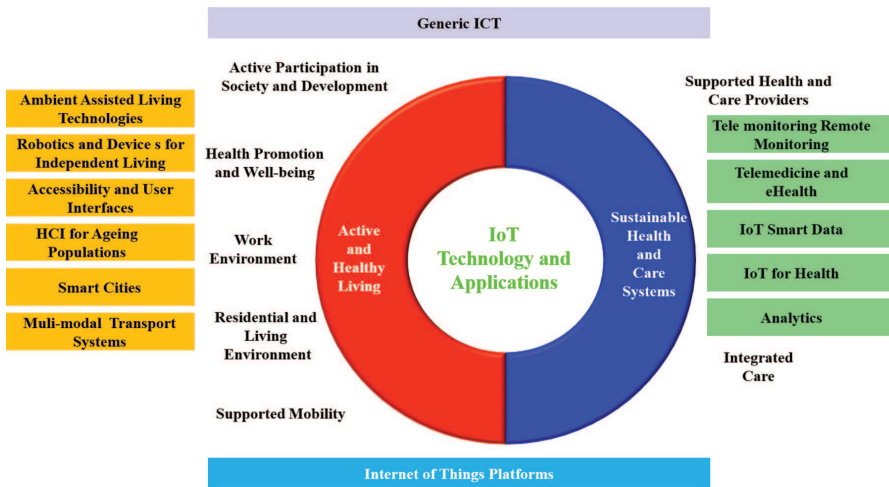 Generic ICT
Ambient Assisted Living
Technologies
Robotics and Device s for
Independent Living
Accessibility and User
Interfaces
HCI for Ageing
Populations
Smart Cities
Muli-modal Transport
Systems
Active Participation in
Society and Development
Health Promotion
and Well-being
Work
Environment
Residential and
Living
Environment
Supported Mobility
Active
and
Healthy
Living
IoT
Technology and
Applications
Sustainable
Health
and
Care
Systems
Supported Health and
Care Providers
Tele monitoring Remote
Monitoring
Telemedicine and
eHealth
IoT Smart Data
IoT for Health
Analytics
Integrated
Care
Internet of Things Platforms